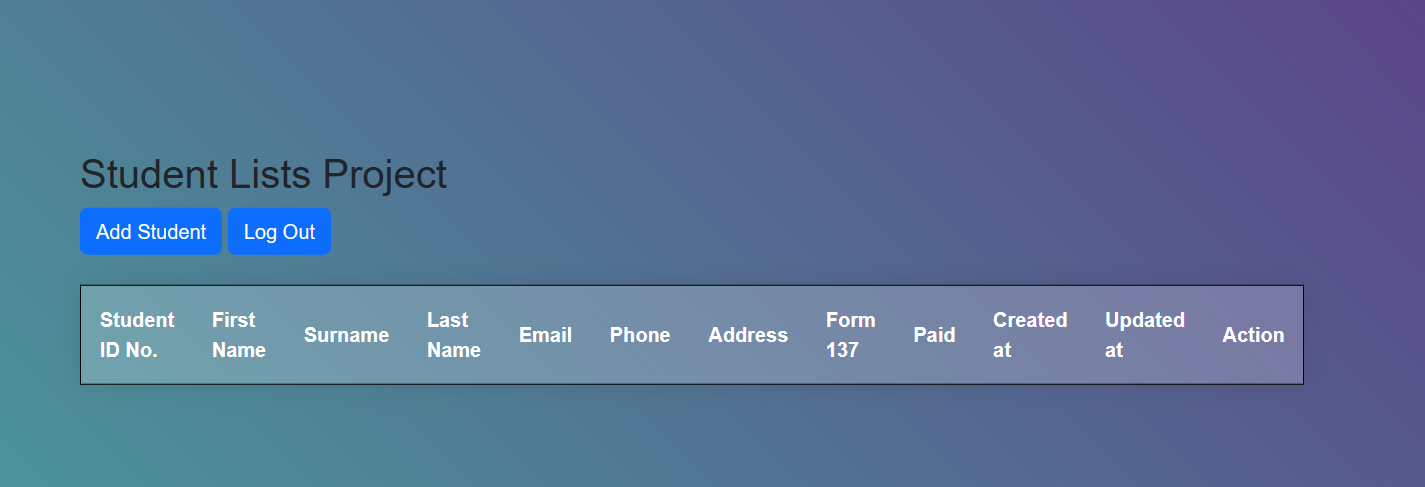 Student Lists Project
Add Student Log Out
Student ID No. First Name Surname Last Name Email Phone Address Form 137 Paid Created at Updated at Action